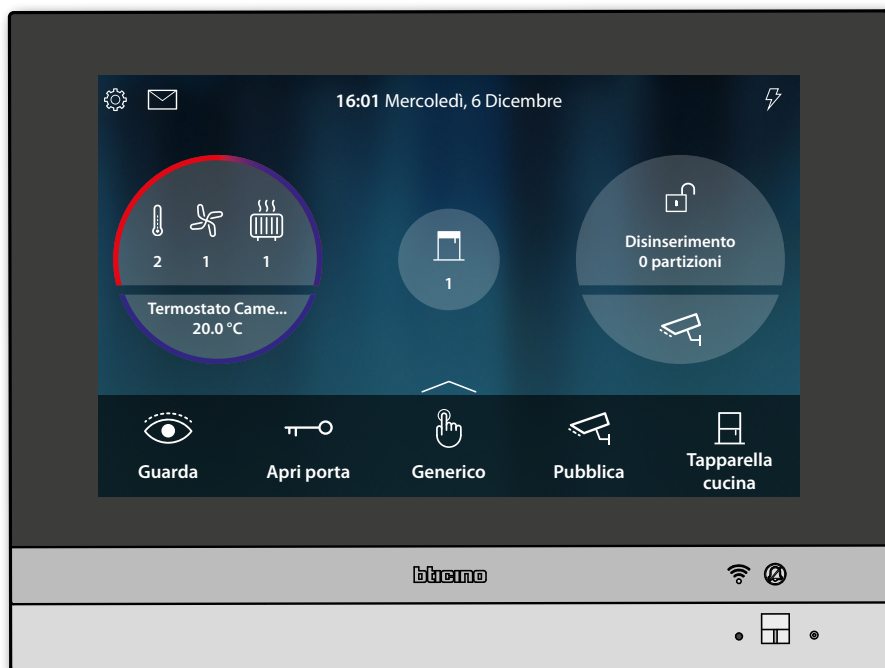 16:01 Mercoledì, 6 Dicembre
2 1 1
Termostato Came...
20.0 °C
1
Disinserimento
0 partizioni
Guarda
Apri porta
Generico
Pubblica
Tapparella
cucina
bticino